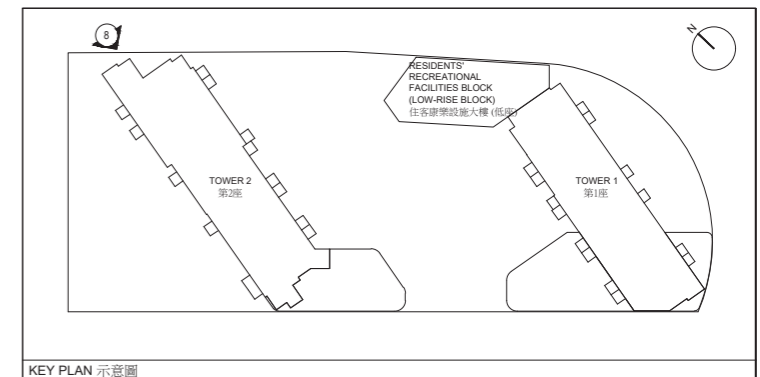 8
N
RESIDENTS'
RECREATIONAL
FACILITIES BLOCK
(LOW-RISE BLOCK)
住客康樂設施大樓 (低座)
TOWER 2
第2座
TOWER 1
第1座
KEY PLAN 示意圖